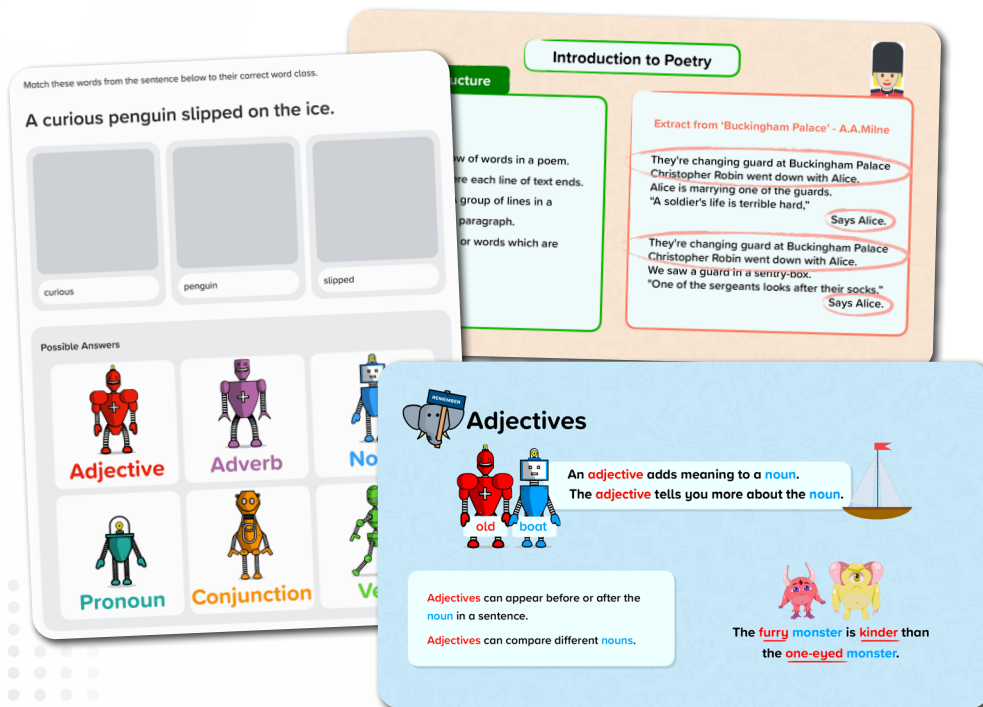 Match these words from the sentence below to their correct word class.
A curious penguin slipped on the ice.
curious
penguin
slipped
Possible Answers
Adjective
Adverb
No
Pronoun
Conjunction
Ve
Introduction to Poetry
ucture
ow of words in a poem.
ere each line of text ends.
group of lines in a
paragraph.
or words which are
Extract from 'Buckingham Palace' - A.A.Milne
They're changing guard at Buckingham Palace
Christopher Robin went down with Alice.
Alice is marrying one of the guards.
"A soldier's life is terrible hard,"
Says Alice.
They're changing guard at Buckingham Palace
Christopher Robin went down with Alice.
We saw a guard in a sentry-box.
"One of the sergeants looks after their socks,"
Says Alice.
REMEMBER
Adjectives
old
boat
An adjective adds meaning to a noun.
The adjective tells you more about the noun.
Adjectives can appear before or after the
noun in a sentence.
Adjectives can compare different nouns.
The furry monster is kinder than
the one-eyed monster.